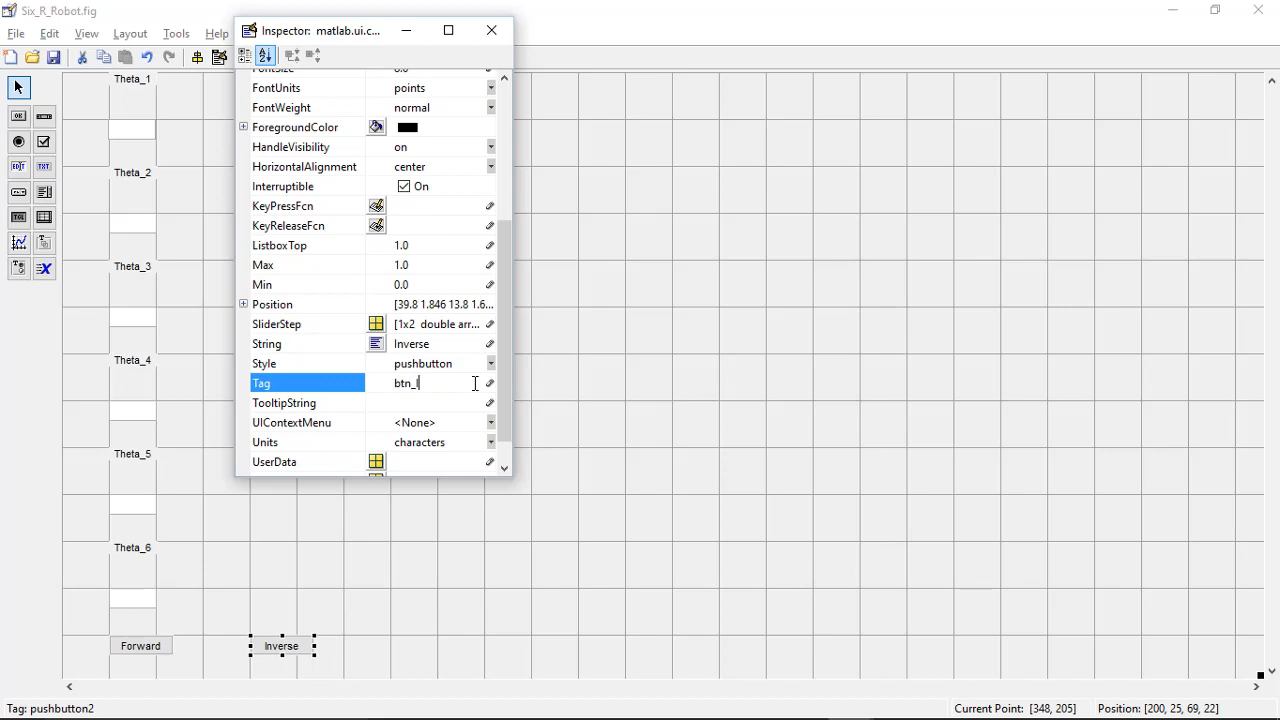 Six_R_Robot.fig
File Edit View Layout Tools Help
Inspector: matlab.ui.c...
FontUnits points
FontWeight normal
ForegroundColor
HandleVisibility on
HorizontalAlignment center
Interruptible On
KeyPressFcn
KeyReleaseFcn
ListboxTop 1.0
Max 1.0
Min 0.0
Position [39.8 1.846 13.8 1.6...
SliderStep [1x2 double arr...
String Inverse
Style pushbutton
Tag btn_I
TooltipString
UIContextMenu <None>
Units characters
UserData
Theta_1
Theta_2
Theta_3
Theta_4
Theta_5
Theta_6
Forward Inverse
OK
EDIT TXT
TGL
Tag: pushbutton2 Current Point: [348, 205] Position: [200, 25, 69, 22]